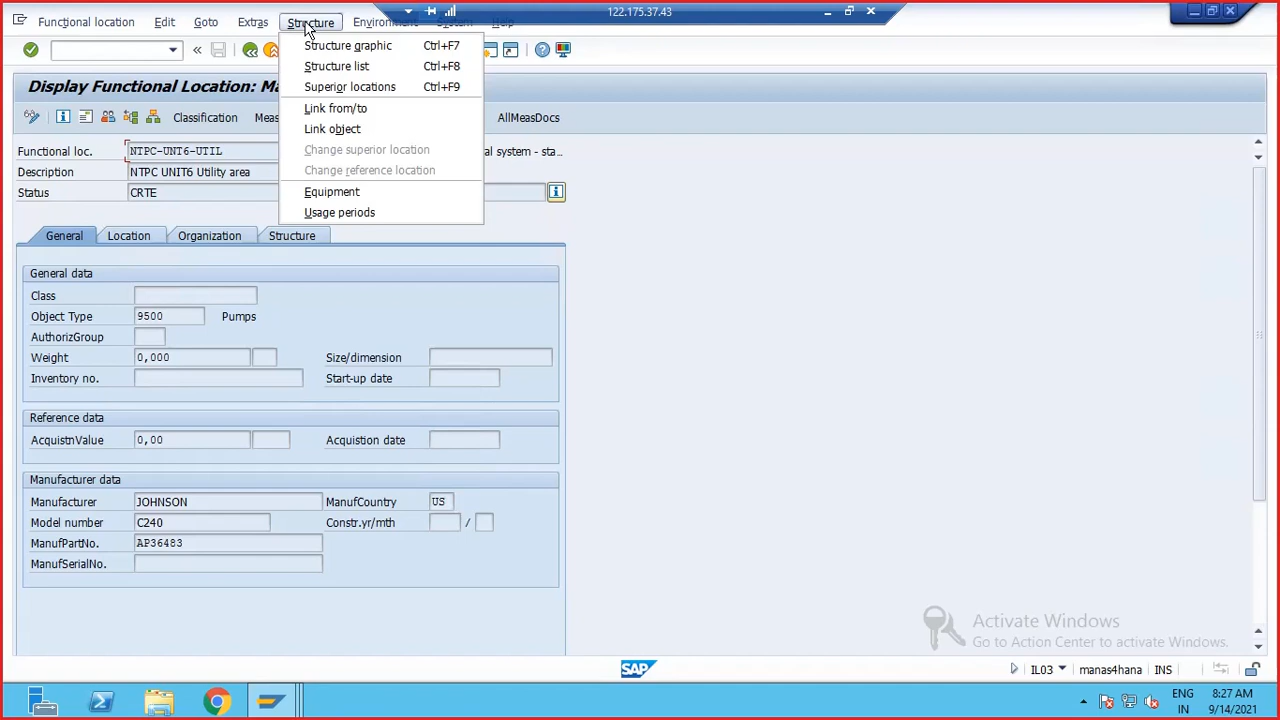 Functional location Edit Goto Extras Structure Environment System Help 122.175.37.43
Structure graphic Ctrl+F7
Structure list Ctrl+F8
Superior locations Ctrl+F9
Link from/to
Link object
Change superior location
Change reference location
Equipment
Usage periods
Display Functional Location: Ma
Classification Meas AllMeasDocs
Functional loc. NTPC-UNT6-UTIL al system - sta...
Description NTPC UNIT6 Utility area
Status CRTE
General Location Organization Structure
General data
Class
Object Type 9500 Pumps
AuthorizGroup
Weight 0,000 Size/dimension
Inventory no. Start-up date
Reference data
AcquistnValue 0,00 Acquistion date
Manufacturer data
Manufacturer JOHNSON ManufCountry US
Model number C240 Constr.yr/mth /
ManufPartNo. AP36483
ManufSerialNo.
Activate Windows
Go to Action Center to activate Windows.
SAP IL03 manas4hana INS
ENG 8:27 AM
IN 9/14/2021